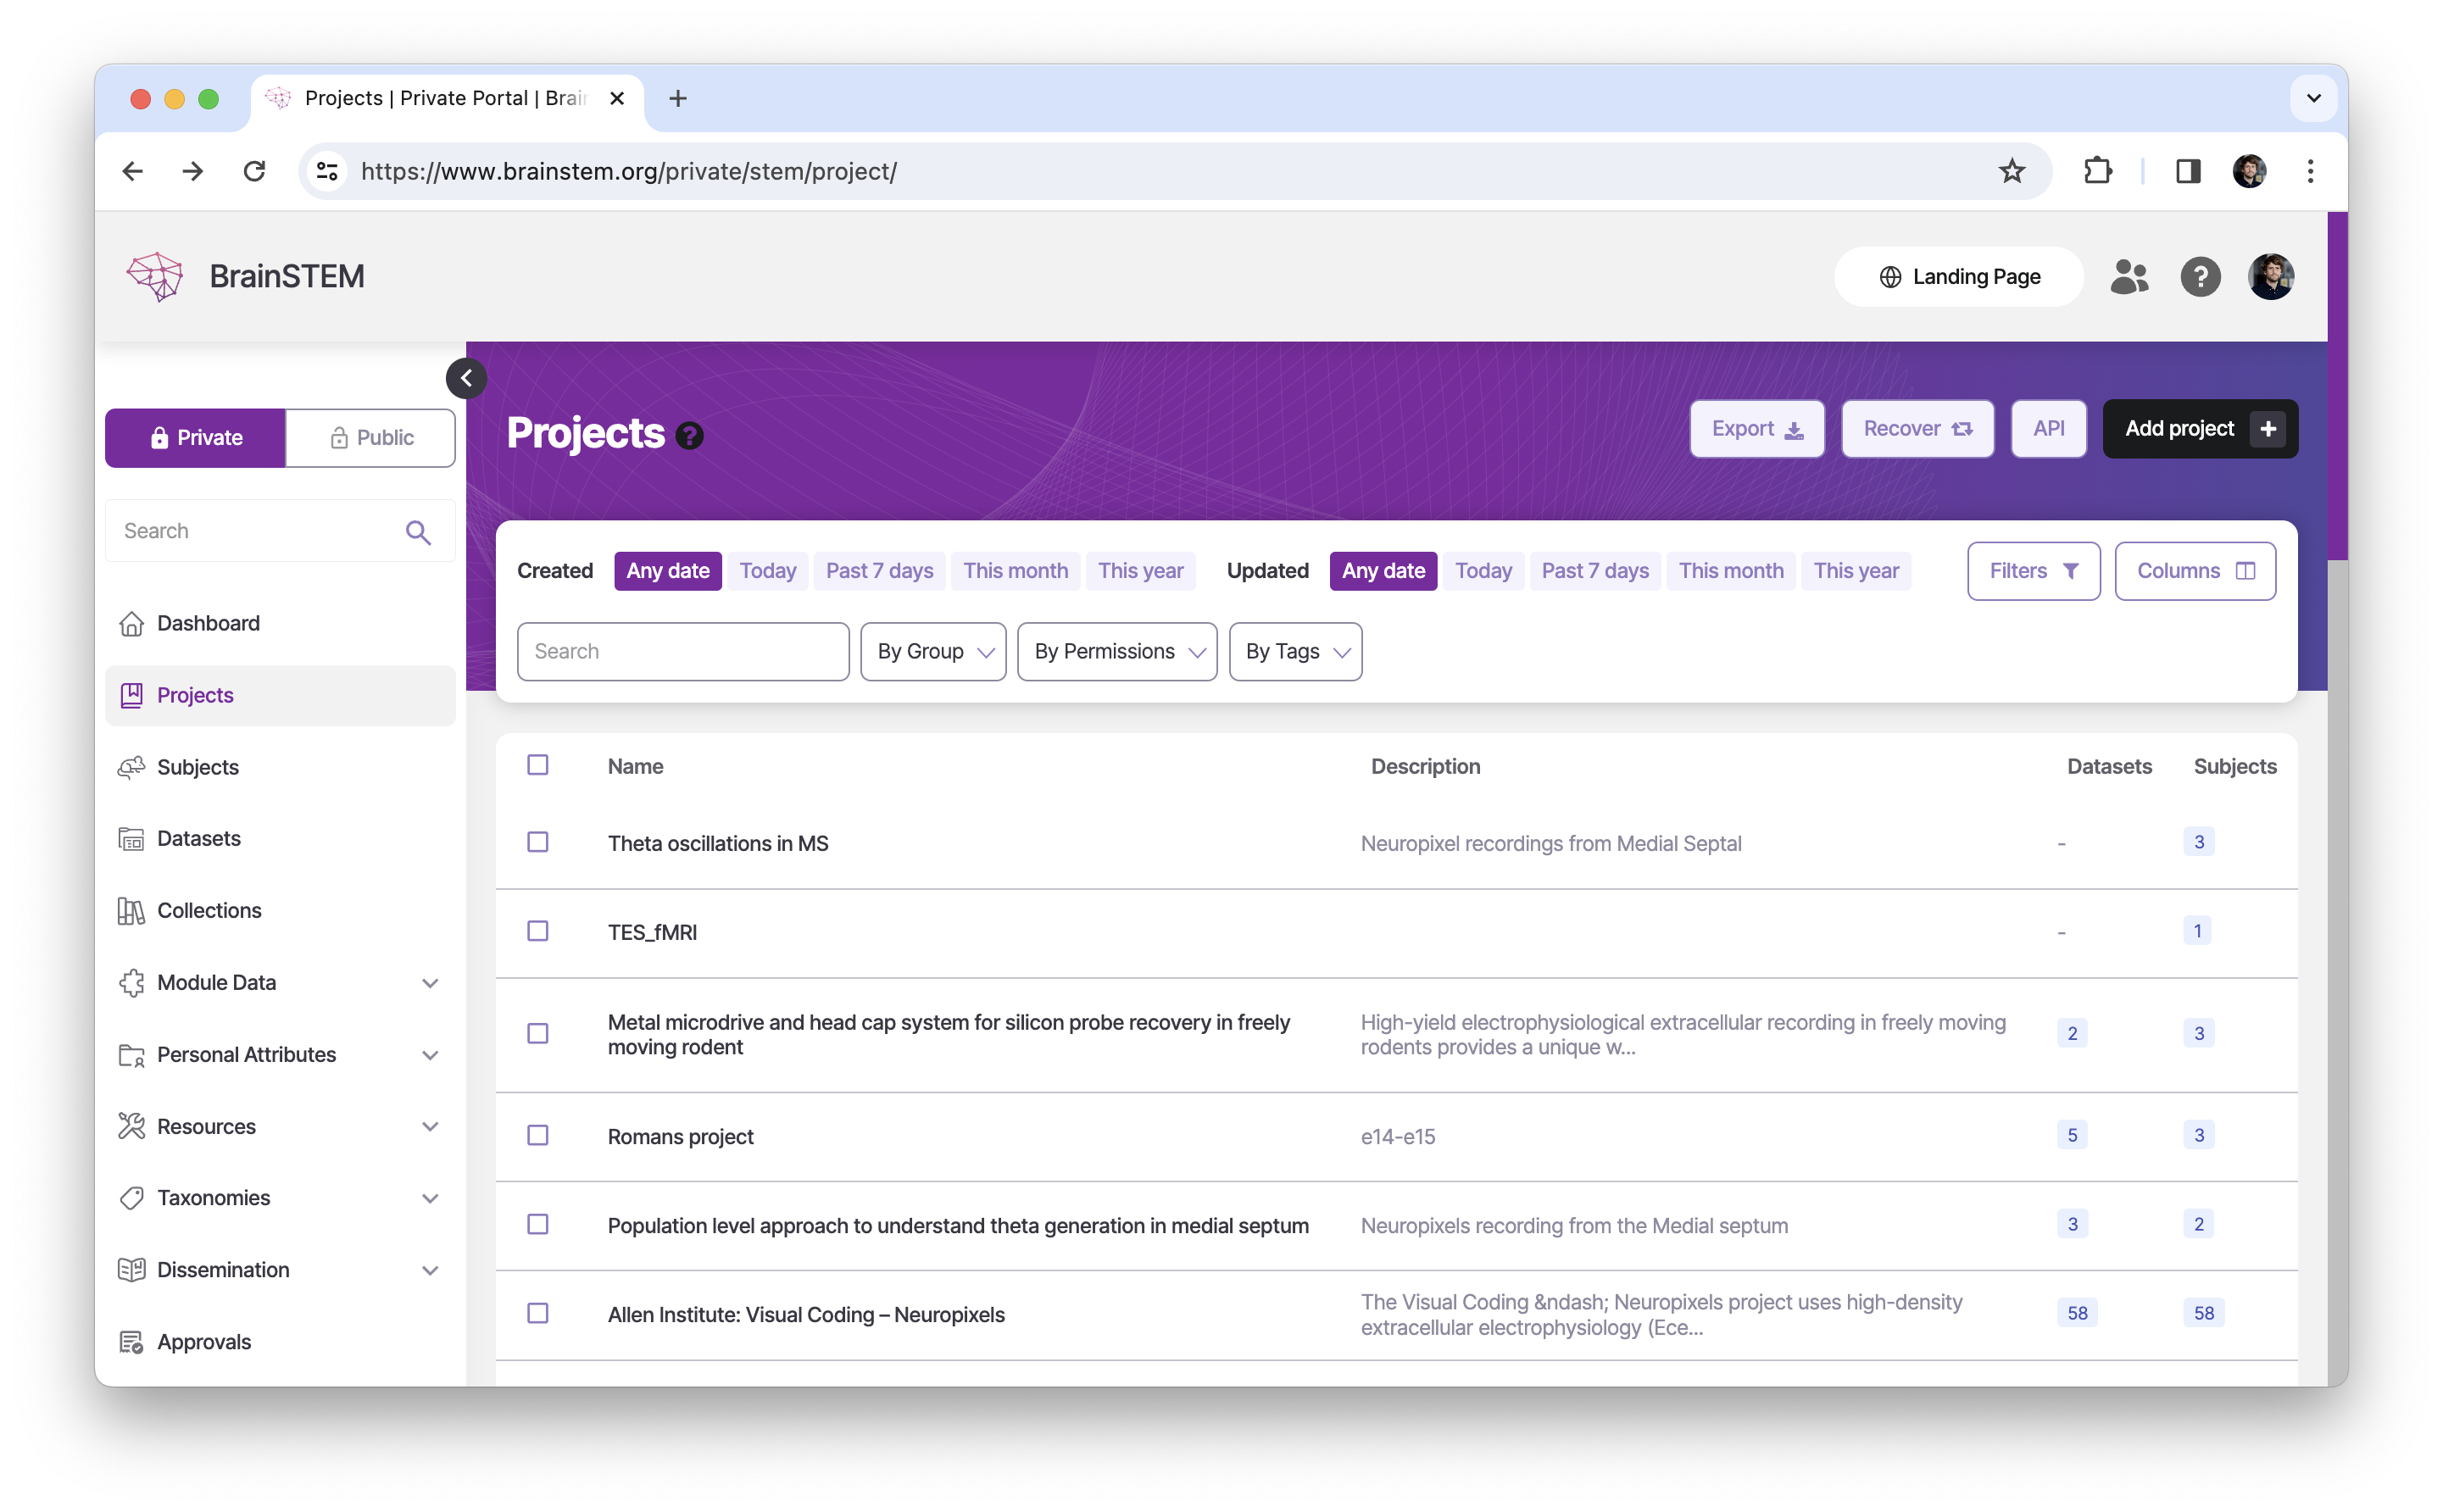 Projects | Private Portal | Brai
https://www.brainstem.org/private/stem/project/
BrainSTEM
Landing Page
?
Private
Public
Search
Dashboard
Projects
Subjects
Datasets
Collections
Module Data
Personal Attributes
Resources
Taxonomies
Dissemination
Approvals
Projects ?
Export
Recover
API
Add project +
Created Any date Today Past 7 days This month This year Updated Any date Today Past 7 days This month This year
Filters
Columns
Search
By Group
By Permissions
By Tags
Name Description Datasets Subjects
Theta oscillations in MS Neuropixel recordings from Medial Septal - 3
TES_fMRI - 1
Metal microdrive and head cap system for silicon probe recovery in freely
moving rodent
High-yield electrophysiological extracellular recording in freely moving
rodents provides a unique w...
2 3
Romans project e14-e15 5 3
Population level approach to understand theta generation in medial septum Neuropixels recording from the Medial septum 3 2
Allen Institute: Visual Coding – Neuropixels
The Visual Coding &ndash; Neuropixels project uses high-density
extracellular electrophysiology (Ece...
58 58